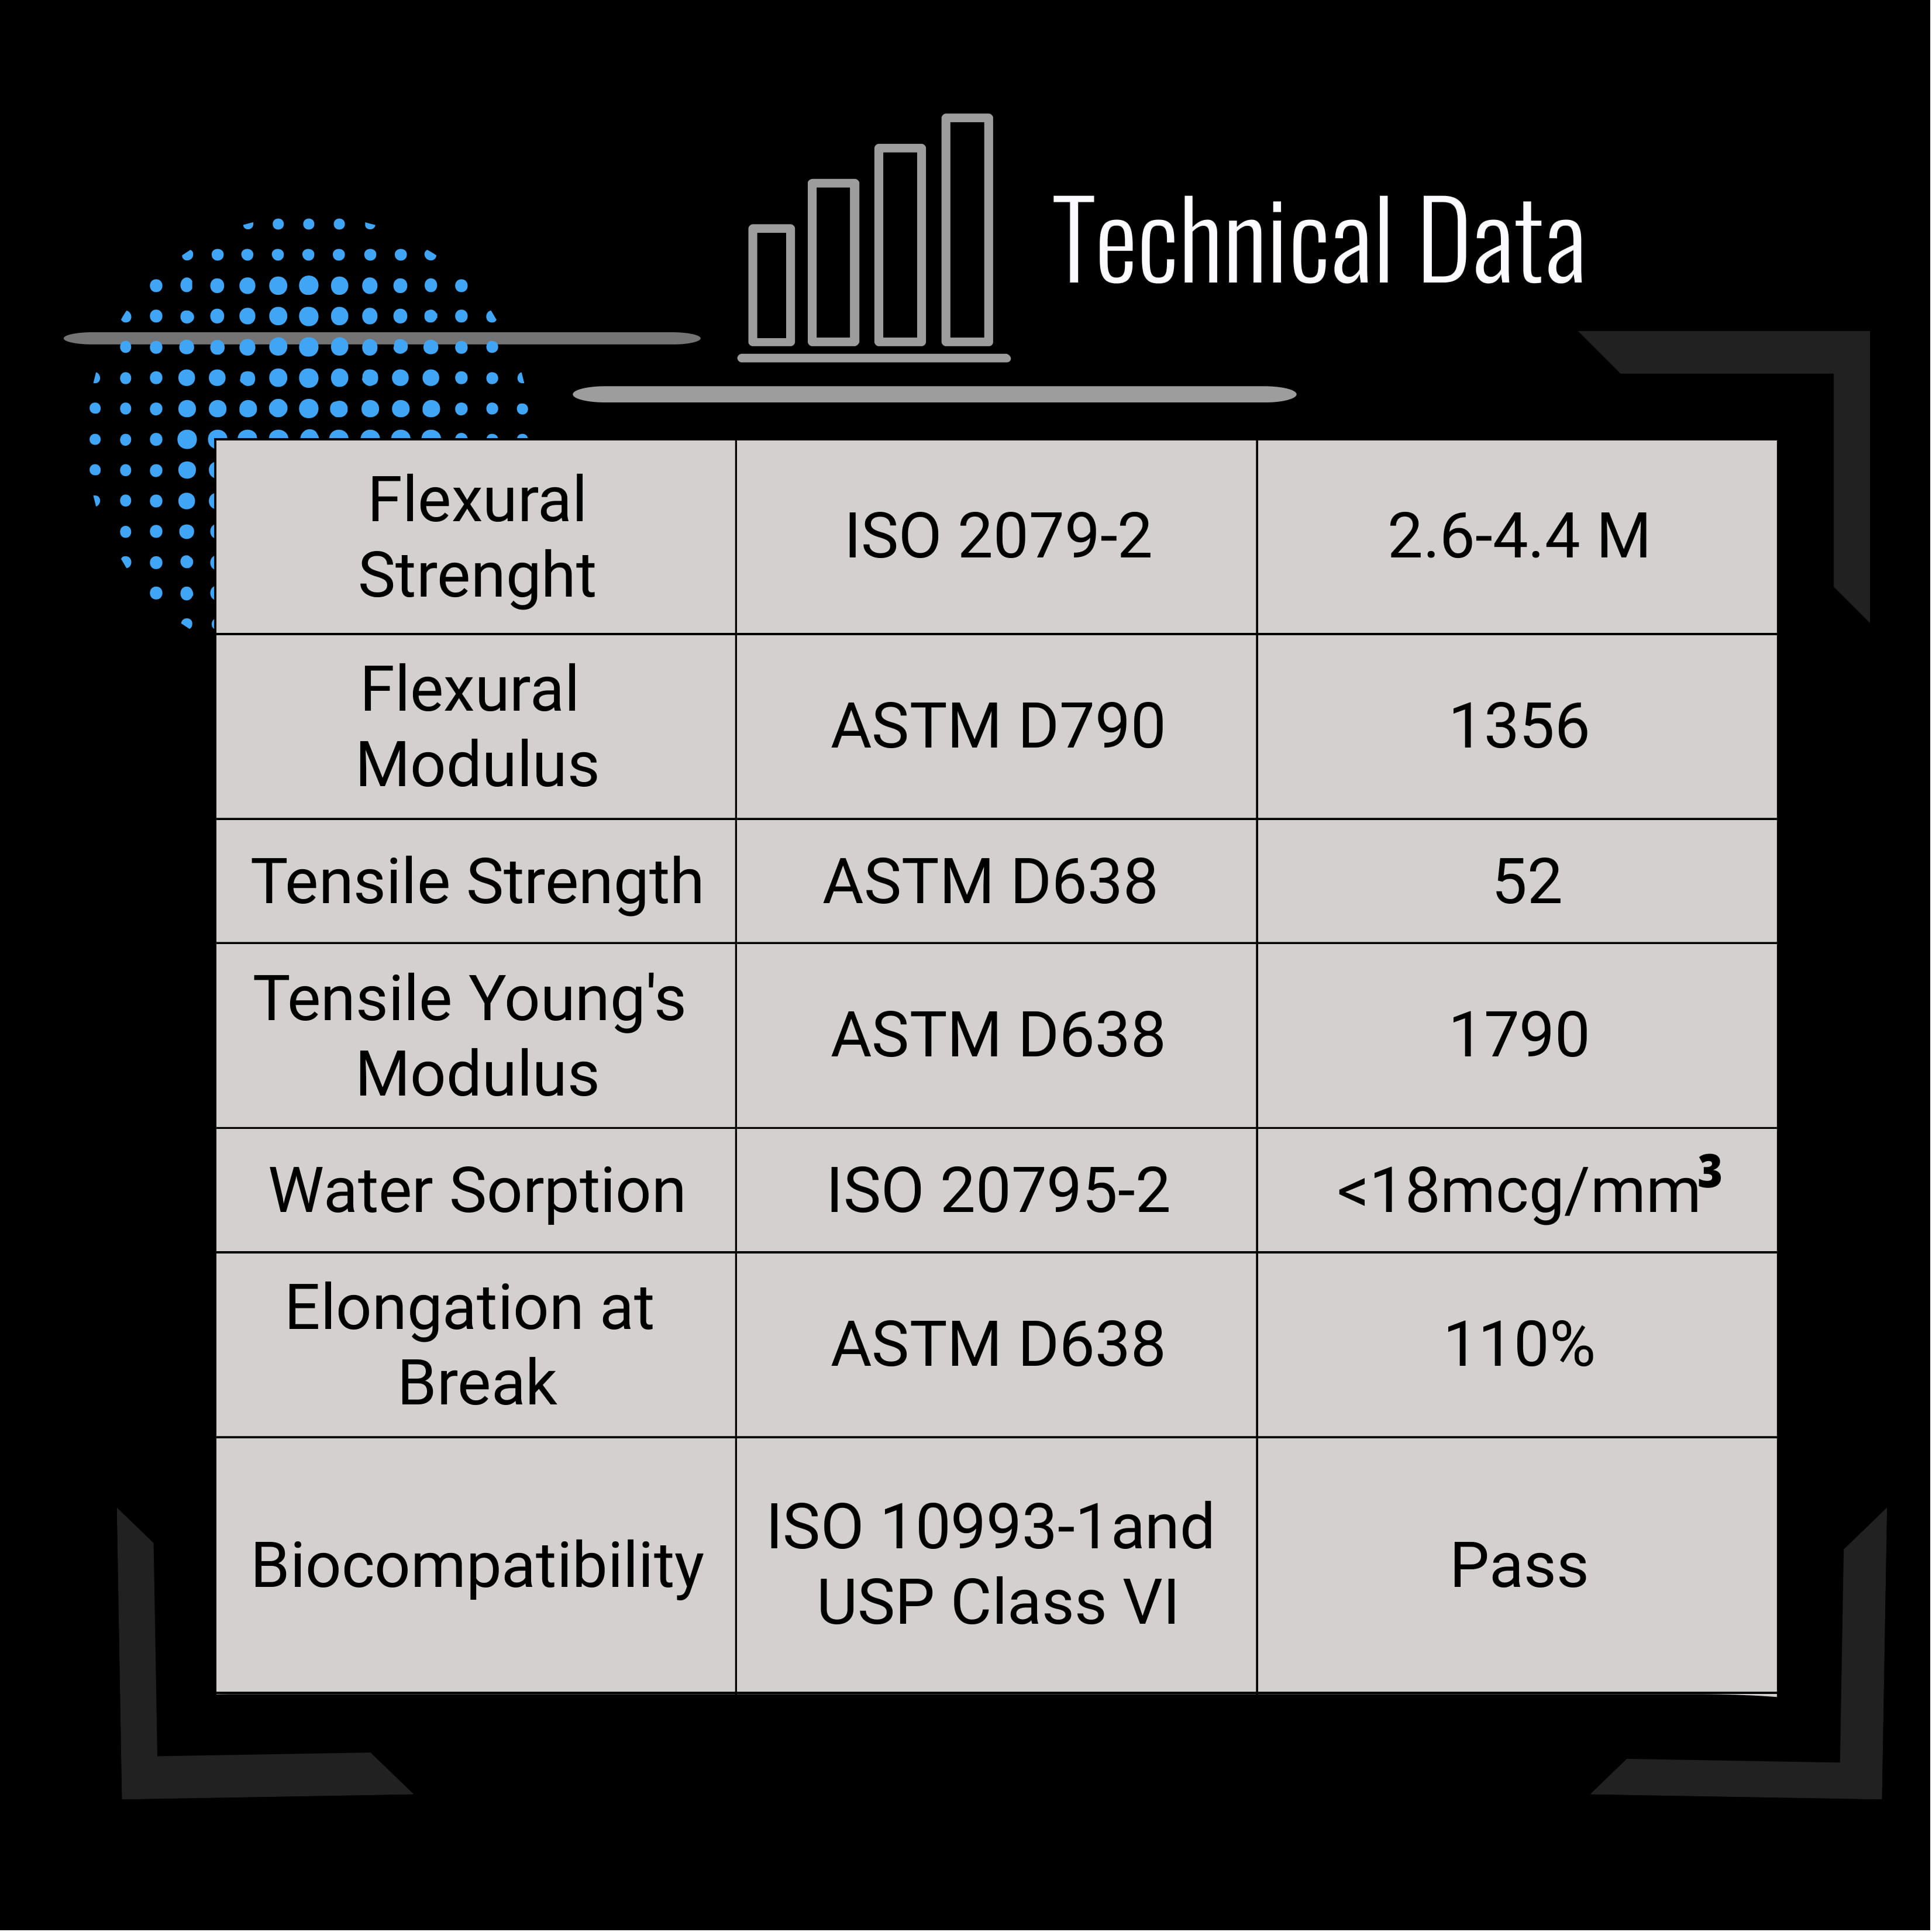 Technical Data
Flexural
Strenght
ISO 2079-2
2.6-4.4 M
Flexural
Modulus
ASTM D790
1356
Tensile Strength
ASTM D638
52
Tensile Young's
Modulus
ASTM D638
1790
Water Sorption
ISO 20795-2
<18mcg/mm³
Elongation at
Break
ASTM D638
110%
Biocompatibility
ISO 10993-1and
USP Class VI
Pass